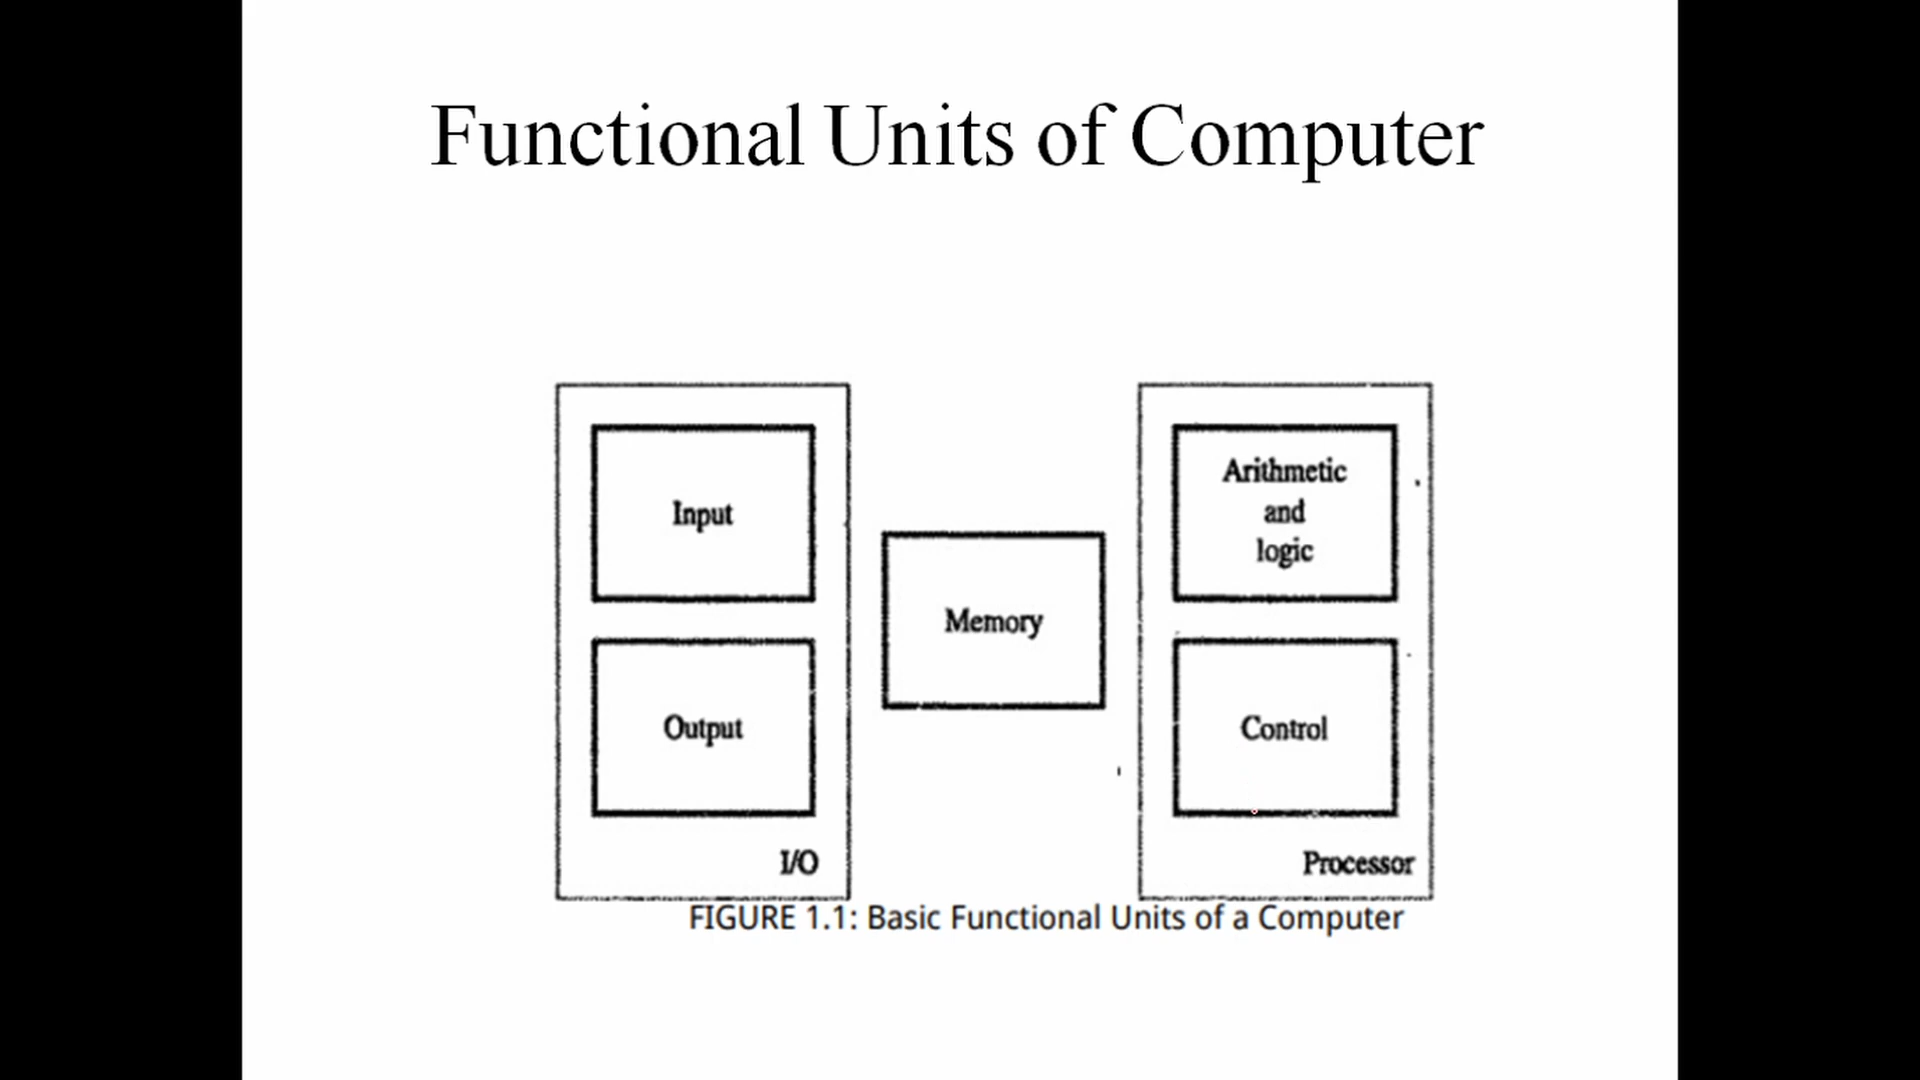 Functional Units of Computer
Input
Output
I/O
Memory
Arithmetic
and
logic
Control
Processor
FIGURE 1.1: Basic Functional Units of a Computer